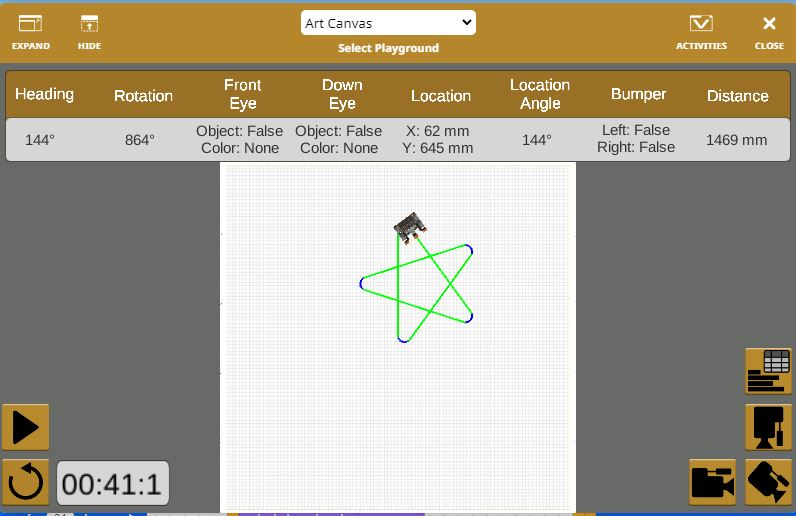 Art Canvas
EXPAND
HIDE
Select Playground
ACTIVITIES
CLOSE
Heading
Rotation
Front
Eye
Down
Eye
Location
Location
Angle
Bumper
Distance
144°
864°
Object: False
Color: None
Object: False
Color: None
X: 62 mm
Y: 645 mm
144°
Left: False
Right: False
1469 mm
00:41:1